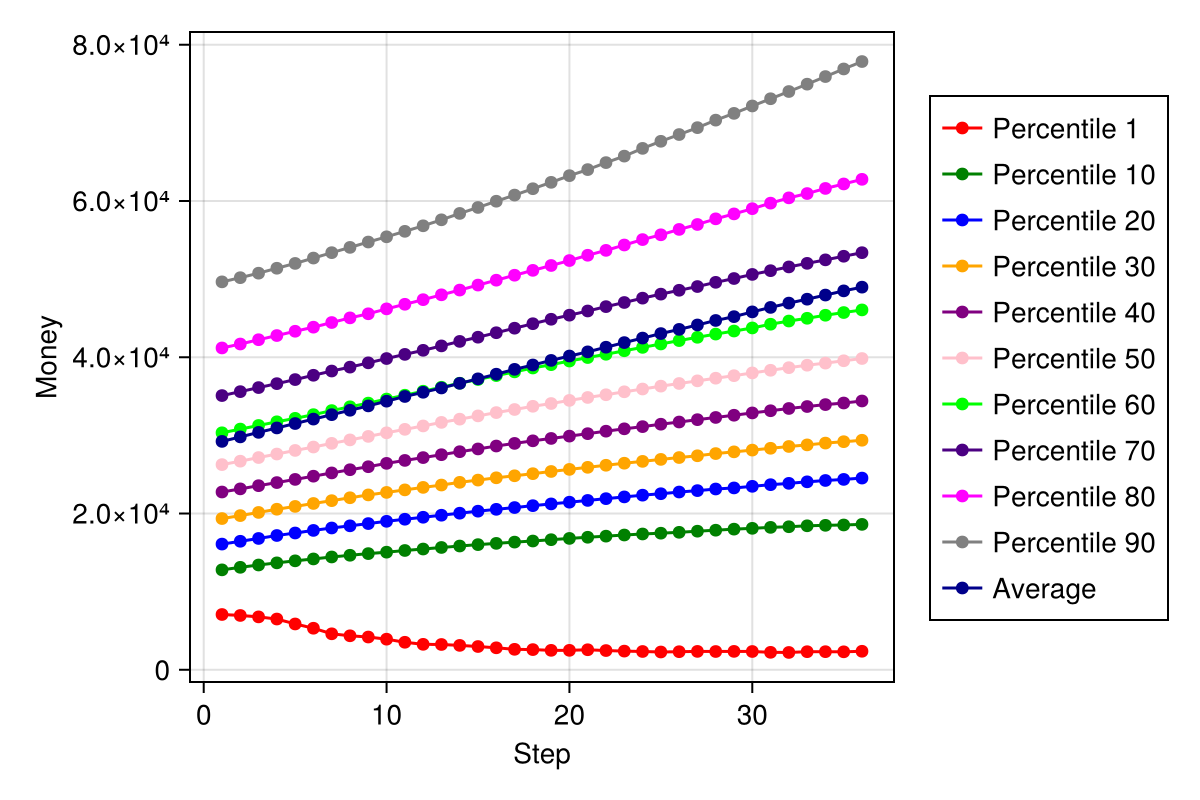 8.0×10⁴
6.0×10⁴
4.0×10⁴
2.0×10⁴
0
Money
0 10 20 30
Step
Percentile 1
Percentile 10
Percentile 20
Percentile 30
Percentile 40
Percentile 50
Percentile 60
Percentile 70
Percentile 80
Percentile 90
Average